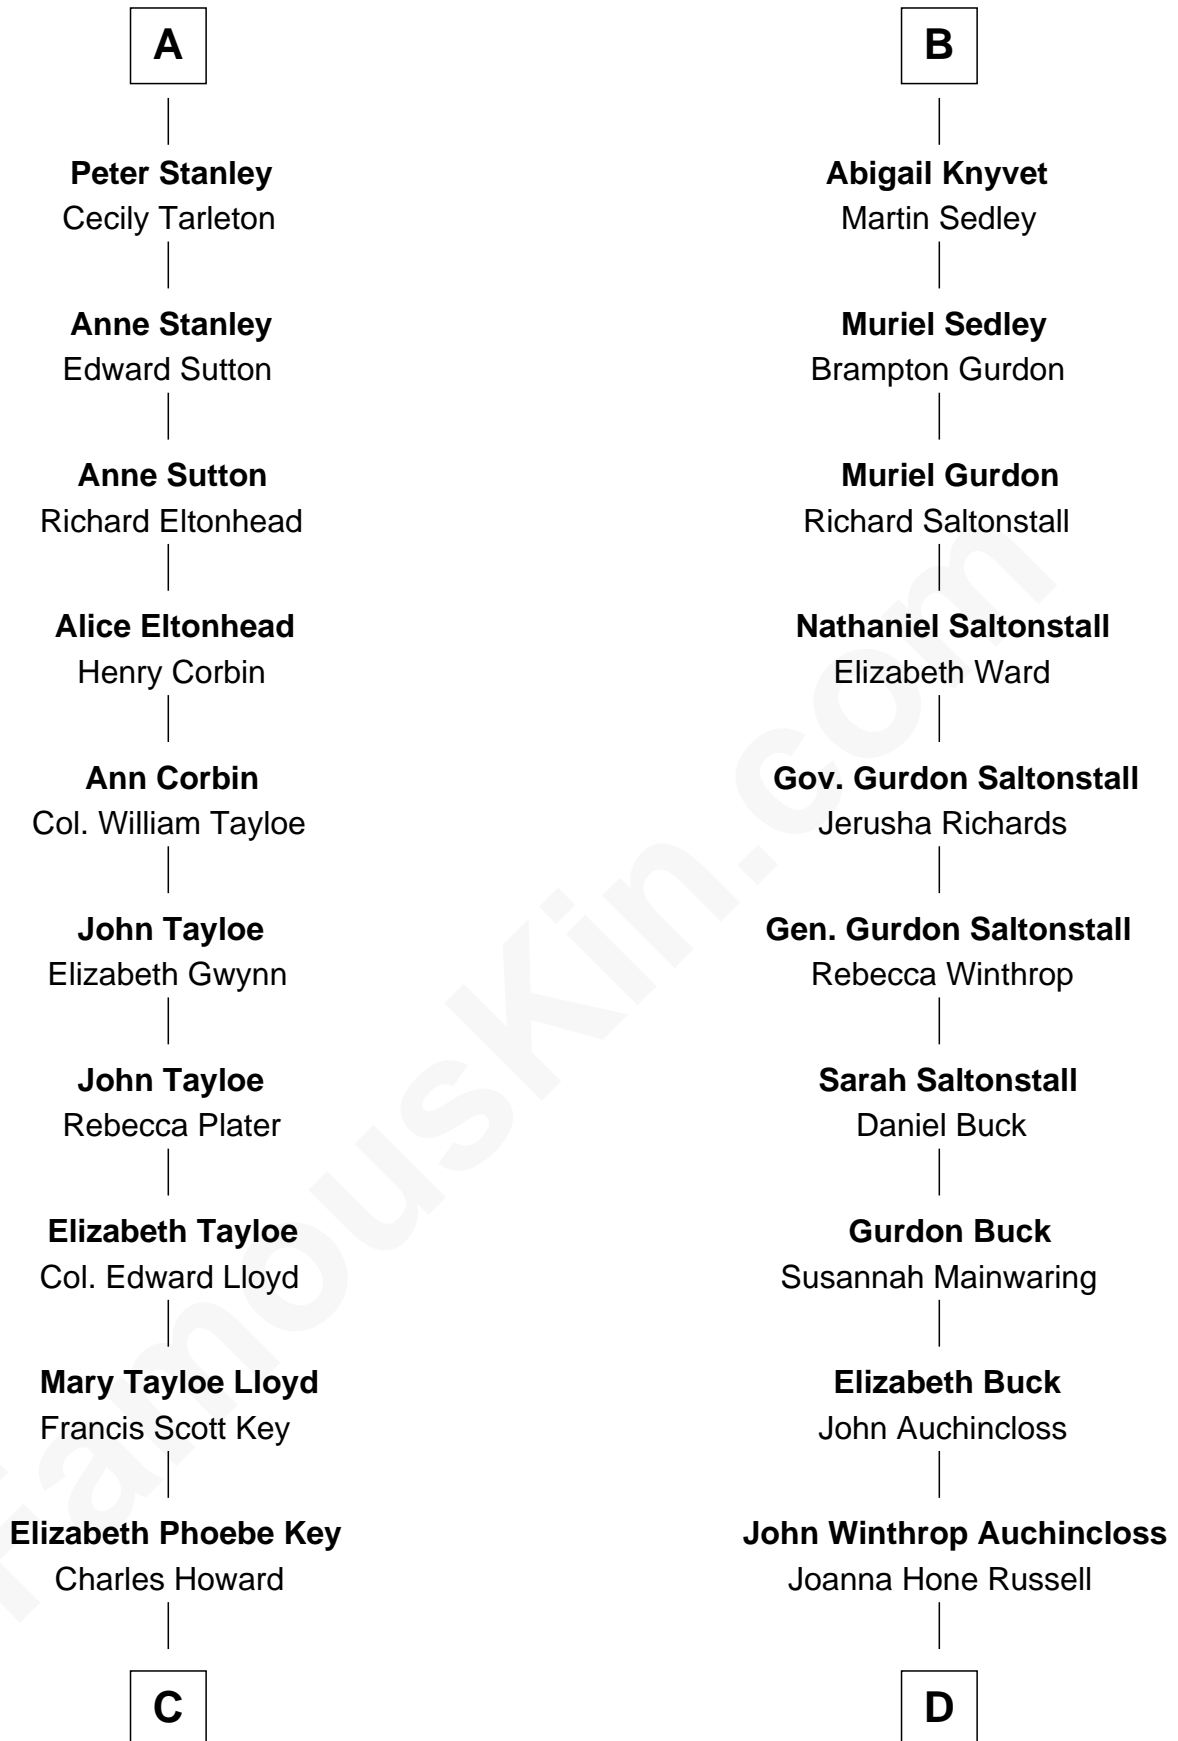 A
Peter Stanley
Cecily Tarleton
Anne Stanley
Edward Sutton
Anne Sutton
Richard Eltonhead
Alice Eltonhead
Henry Corbin
Ann Corbin
Col. William Tayloe
John Tayloe
Elizabeth Gwynn
John Tayloe
Rebecca Plater
Elizabeth Tayloe
Col. Edward Lloyd
Mary Tayloe Lloyd
Francis Scott Key
Elizabeth Phoebe Key
Charles Howard
C
B
Abigail Knyvet
Martin Sedley
Muriel Sedley
Brampton Gurdon
Muriel Gurdon
Richard Saltonstall
Nathaniel Saltonstall
Elizabeth Ward
Gov. Gurdon Saltonstall
Jerusha Richards
Gen. Gurdon Saltonstall
Rebecca Winthrop
Sarah Saltonstall
Daniel Buck
Gurdon Buck
Susannah Mainwaring
Elizabeth Buck
John Auchincloss
John Winthrop Auchincloss
Joanna Hone Russell
D
FamousKin.com